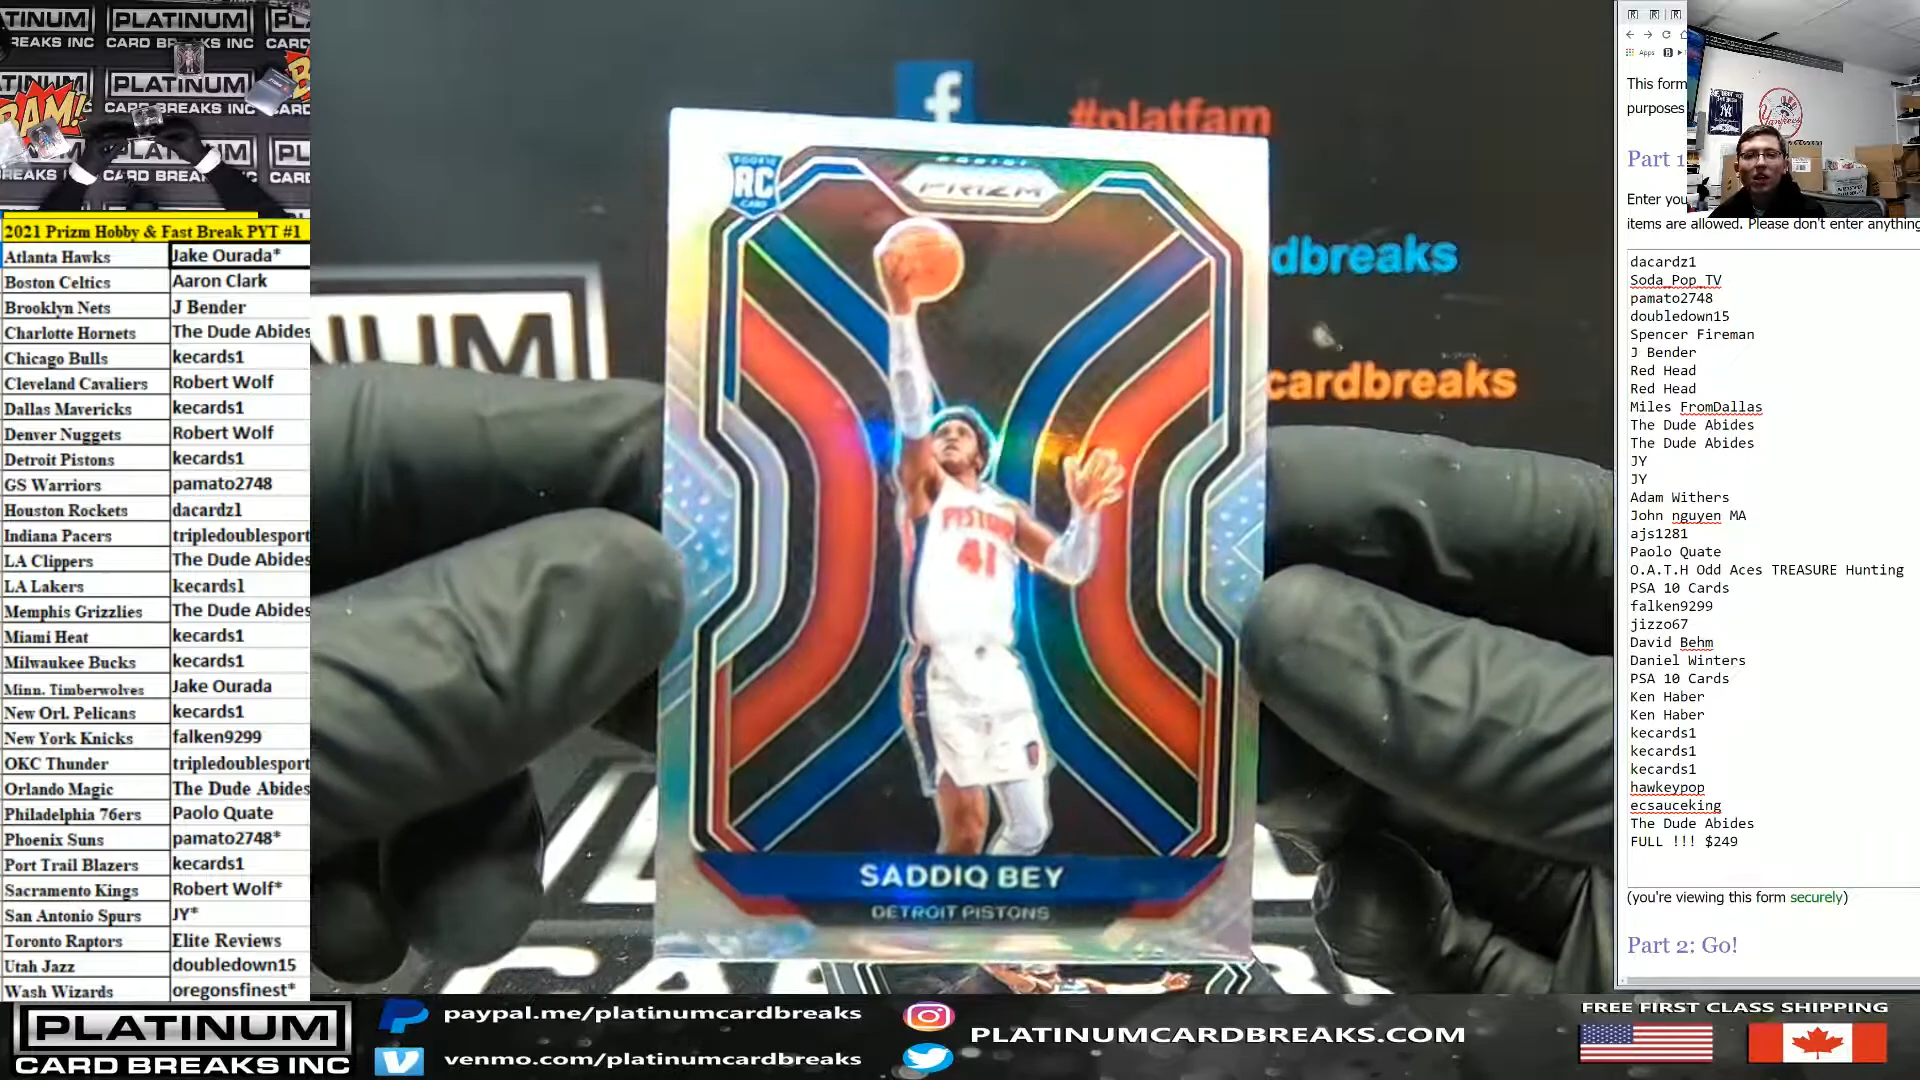 PLATINUM
CARD BREAKS INC
BAM!
2021 Prizm Hobby & Fast Break PYT #1
Atlanta Hawks Jake Ourada*
Boston Celtics Aaron Clark
Brooklyn Nets J Bender
Charlotte Hornets The Dude Abides
Chicago Bulls kecards1
Cleveland Cavaliers Robert Wolf
Dallas Mavericks kecards1
Denver Nuggets Robert Wolf
Detroit Pistons kecards1
GS Warriors pamato2748
Houston Rockets dacardz1
Indiana Pacers tripledoublesport
LA Clippers The Dude Abides
LA Lakers kecards1
Memphis Grizzlies The Dude Abides
Miami Heat kecards1
Milwaukee Bucks kecards1
Minn. Timberwolves Jake Ourada
New Orl. Pelicans kecards1
New York Knicks falken9299
OKC Thunder tripledoublesport
Orlando Magic The Dude Abides
Philadelphia 76ers Paolo Quate
Phoenix Suns pamato2748*
Port Trail Blazers kecards1
Sacramento Kings Robert Wolf*
San Antonio Spurs JY*
Toronto Raptors Elite Reviews
Utah Jazz doubledown15
Wash Wizards oregonsfinest*
#platfam
dbreaks
cardbreaks
ROOKIE
RC
CARD
PANINI
PRIZM
PISTONS
41
SADDIQ BEY
DETROIT PISTONS
Apps
This form
purposes
Part 1
Yankees
Enter you
items are allowed. Please don't enter anything
dacardz1
Soda_Pop_TV
pamato2748
doubledown15
Spencer Fireman
J Bender
Red Head
Red Head
Miles FromDallas
The Dude Abides
The Dude Abides
JY
JY
Adam Withers
John nguyen MA
ajs1281
Paolo Quate
O.A.T.H Odd Aces TREASURE Hunting
PSA 10 Cards
falken9299
jizzo67
David Behm
Daniel Winters
PSA 10 Cards
Ken Haber
Ken Haber
kecards1
kecards1
kecards1
hawkeypop
ecsauceking
The Dude Abides
FULL !!! $249
(you're viewing this form securely)
Part 2: Go!
PLATINUM
CARD BREAKS INC
paypal.me/platinumcardbreaks
venmo.com/platinumcardbreaks
PLATINUMCARDBREAKS.COM
FREE FIRST CLASS SHIPPING